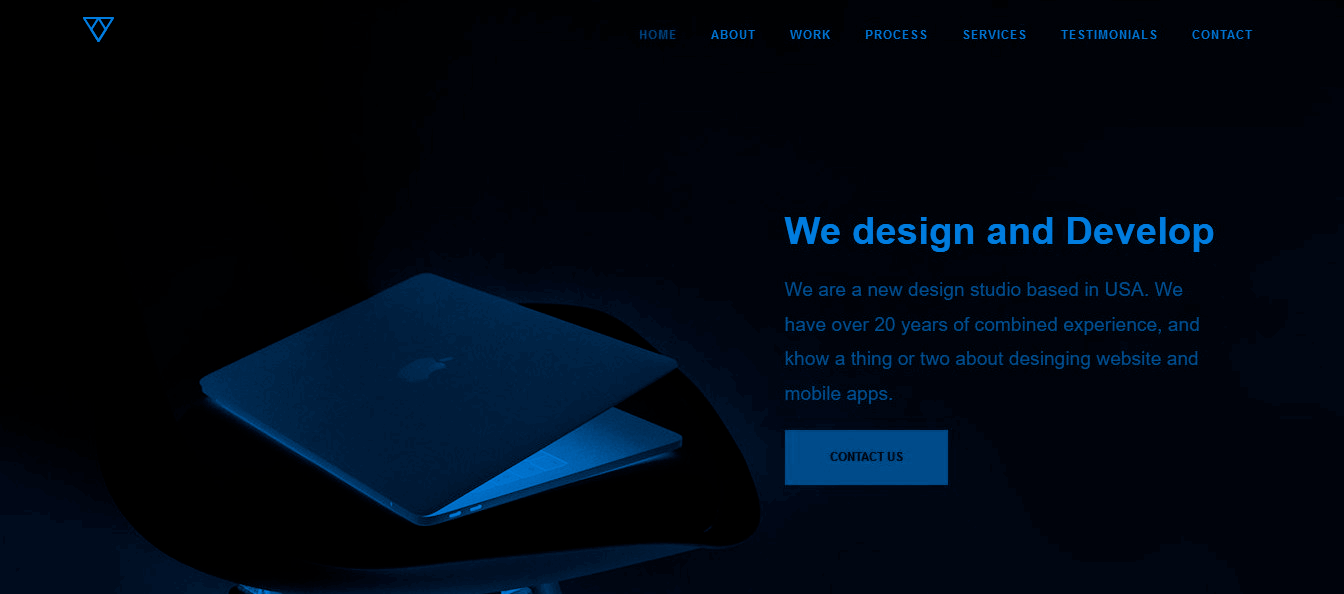 HOME ABOUT WORK PROCESS SERVICES TESTIMONIALS CONTACT
We design and Develop
We are a new design studio based in USA. We
have over 20 years of combined experience, and
khow a thing or two about desinging website and
mobile apps.
CONTACT US